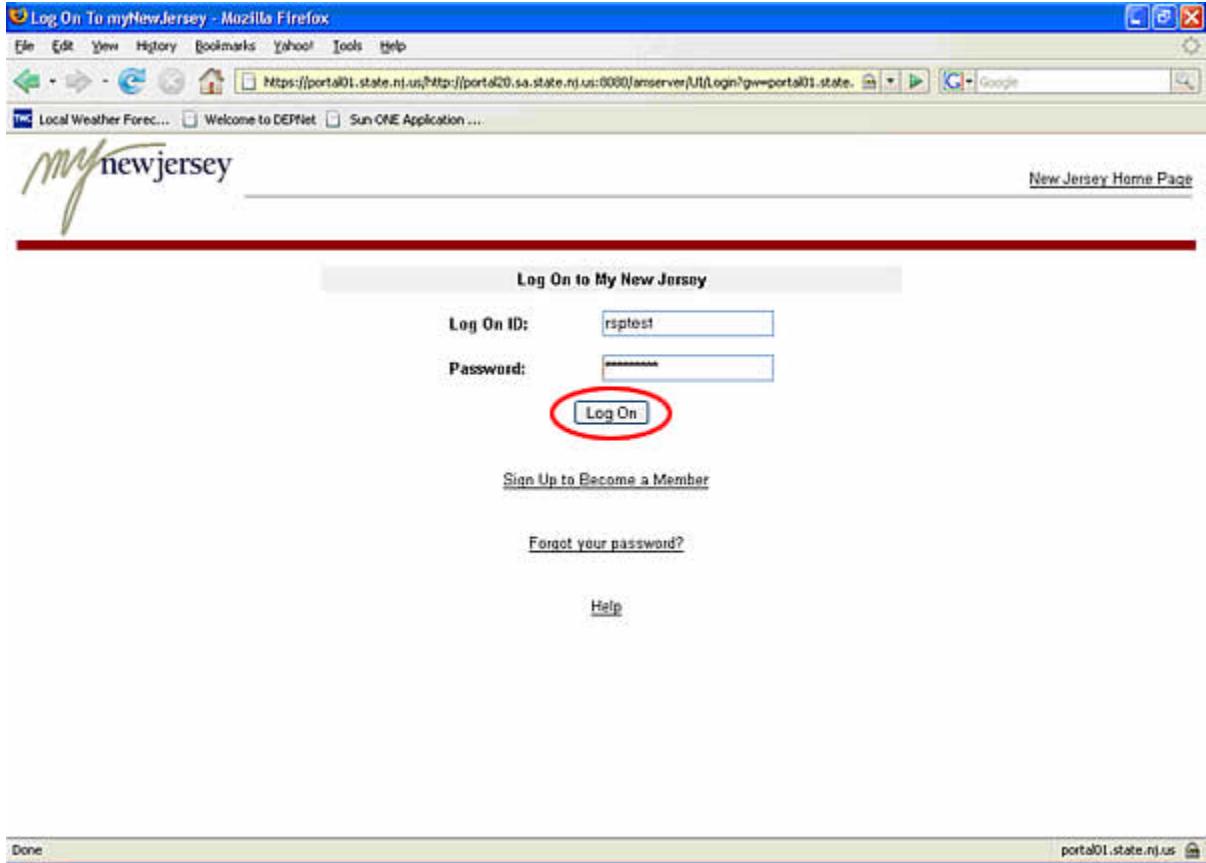 Log On To myNewJersey - Mozilla Firefox
File Edit View History Bookmarks Yahoo! Tools Help
https://portal01.state.nj.us/http://portal20.sa.state.nj.us:8080/amserver/UI/Login?gw=portal01.state. G Google
TWC Local Weather Forec... Welcome to DEPNet Sun ONE Application ...
my newjersey
New Jersey Home Page
Log On to My New Jersey
Log On ID: rsptest
Password: *********
Log On
Sign Up to Become a Member
Forgot your password?
Help
Done portal01.state.nj.us